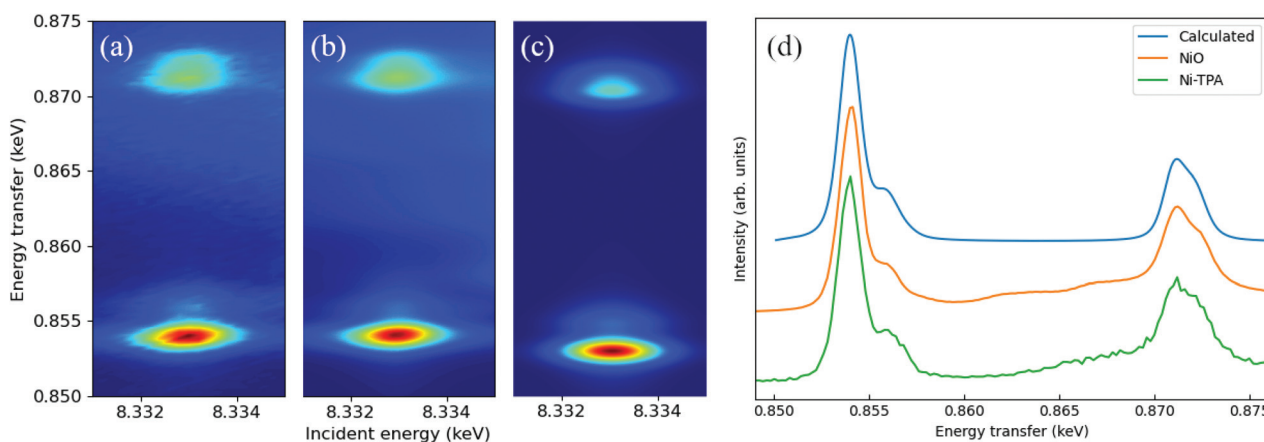 (a)
(b)
(c)
(d)
0.875
0.870
0.865
0.860
0.855
0.850
Energy transfer (keV)
8.332 8.334 8.332 8.334 8.332 8.334
Incident energy (keV)
Calculated
NiO
Ni-TPA
Intensity (arb. units)
0.850 0.855 0.860 0.865 0.870 0.875
Energy transfer (keV)